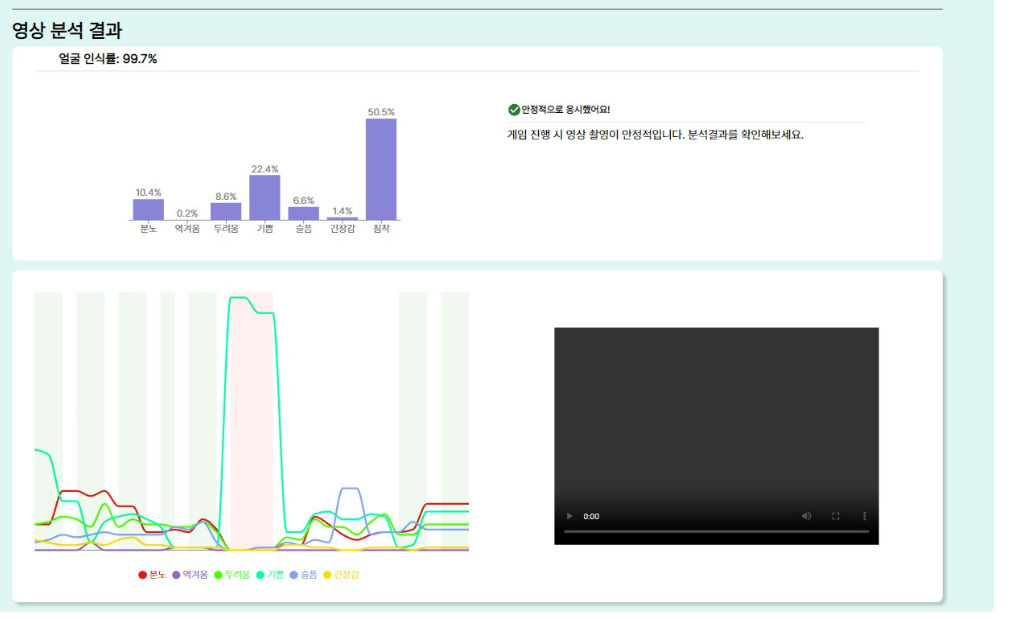 영상 분석 결과
얼굴 인식률: 99.7%
안정적으로 응시했어요!
게임 진행 시 영상 촬영이 안정적입니다. 분석결과를 확인해보세요.
10.4%
0.2%
8.6%
22.4%
6.6%
1.4%
50.5%
분노 역겨움 두려움 기쁨 슬픔 긴장감 침착
분노 역겨움 두려움 기쁨 슬픔 긴장감
0:00